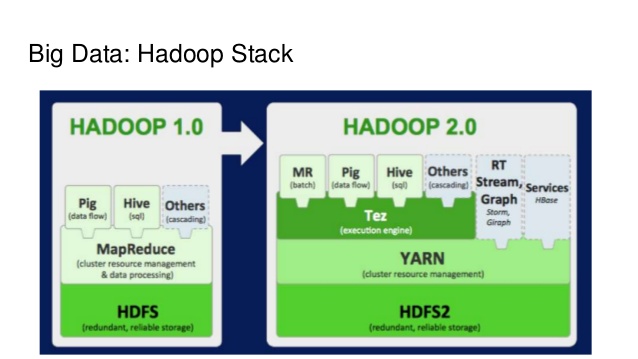 Big Data: Hadoop Stack
HADOOP 1.0
Pig
(data flow)
Hive
(sql)
Others
(cascading)
MapReduce
(cluster resource management
& data processing)
HDFS
(redundant, reliable storage)
HADOOP 2.0
MR
(batch)
Pig
(data flow)
Hive
(sql)
Others
(cascading)
RT
Stream,
Graph
Storm,
Giraph
Services
HBase
Tez
(execution engine)
YARN
(cluster resource management)
HDFS2
(redundant, reliable storage)